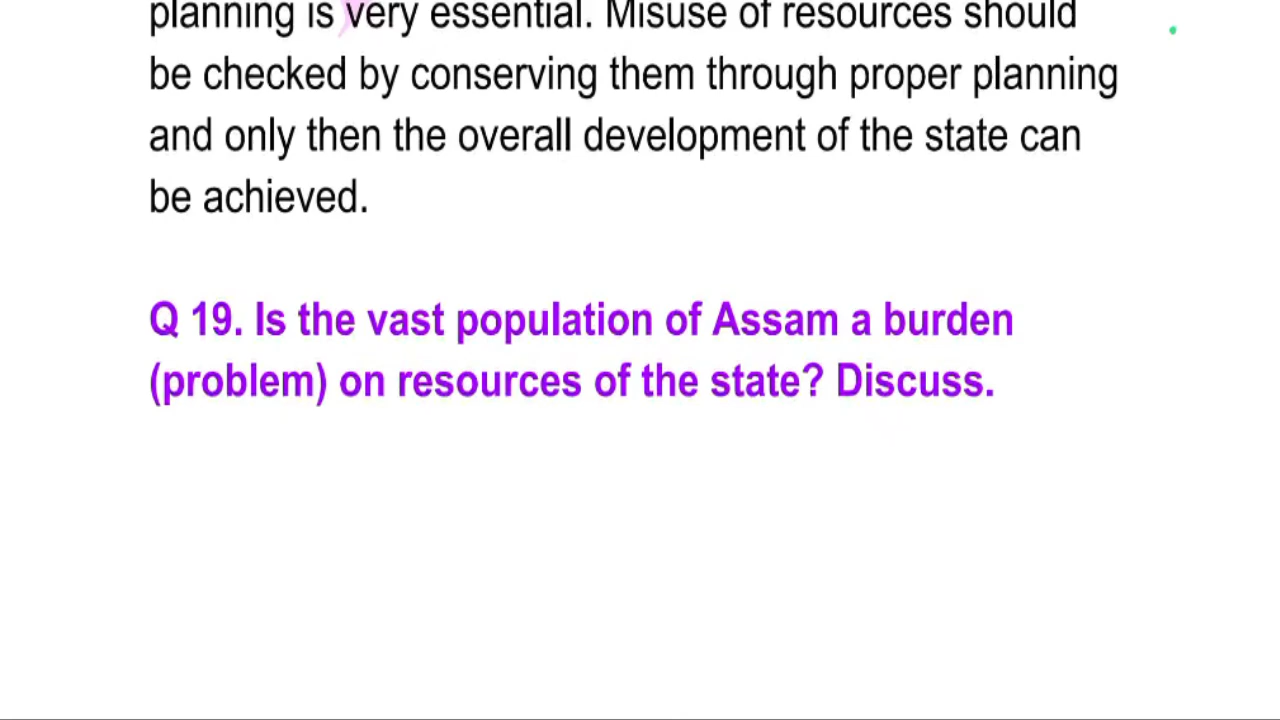 planning is very essential. Misuse of resources should
be checked by conserving them through proper planning
and only then the overall development of the state can
be achieved.
Q 19. Is the vast population of Assam a burden
(problem) on resources of the state? Discuss.